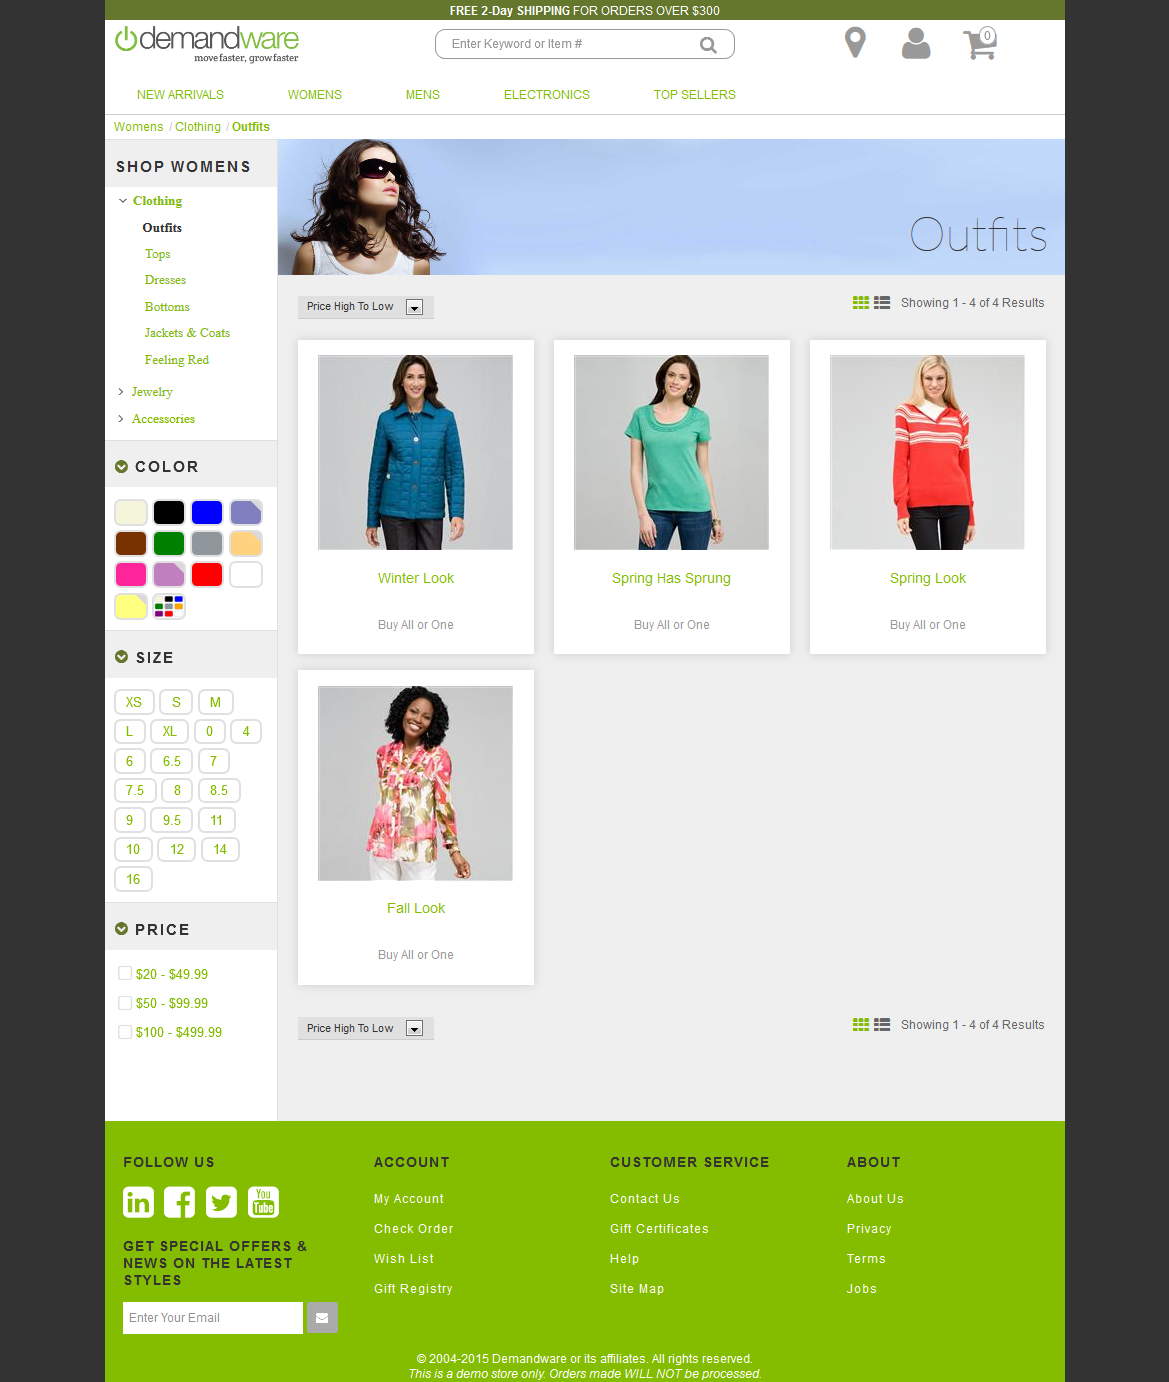 FREE 2-Day SHIPPING FOR ORDERS OVER $300
demandware
move faster, grow faster
Enter Keyword or Item #
0
NEW ARRIVALS WOMENS MENS ELECTRONICS TOP SELLERS
Womens / Clothing / Outfits
SHOP WOMENS
Clothing
Outfits
Tops
Dresses
Bottoms
Jackets & Coats
Feeling Red
Jewelry
Accessories
COLOR
SIZE
XS S M
L XL 0 4
6 6.5 7
7.5 8 8.5
9 9.5 11
10 12 14
16
PRICE
$20 - $49.99
$50 - $99.99
$100 - $499.99
Outfits
Price High To Low
Showing 1 - 4 of 4 Results
Winter Look
Buy All or One
Spring Has Sprung
Buy All or One
Spring Look
Buy All or One
Fall Look
Buy All or One
Price High To Low
Showing 1 - 4 of 4 Results
FOLLOW US
in
You
Tube
GET SPECIAL OFFERS &
NEWS ON THE LATEST
STYLES
Enter Your Email
ACCOUNT
My Account
Check Order
Wish List
Gift Registry
CUSTOMER SERVICE
Contact Us
Gift Certificates
Help
Site Map
ABOUT
About Us
Privacy
Terms
Jobs
© 2004-2015 Demandware or its affiliates. All rights reserved.
This is a demo store only. Orders made WILL NOT be processed.